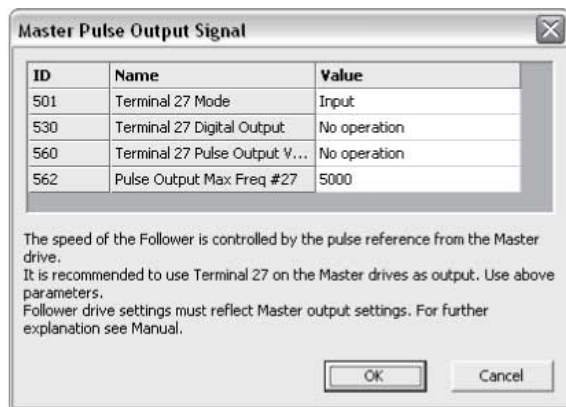 Master Pulse Output Signal
ID Name Value
501 Terminal 27 Mode Input
530 Terminal 27 Digital Output No operation
560 Terminal 27 Pulse Output V... No operation
562 Pulse Output Max Freq #27 5000
The speed of the Follower is controlled by the pulse reference from the Master
drive.
It is recommended to use Terminal 27 on the Master drives as output. Use above
parameters.
Follower drive settings must reflect Master output settings. For further
explanation see Manual.
OK Cancel